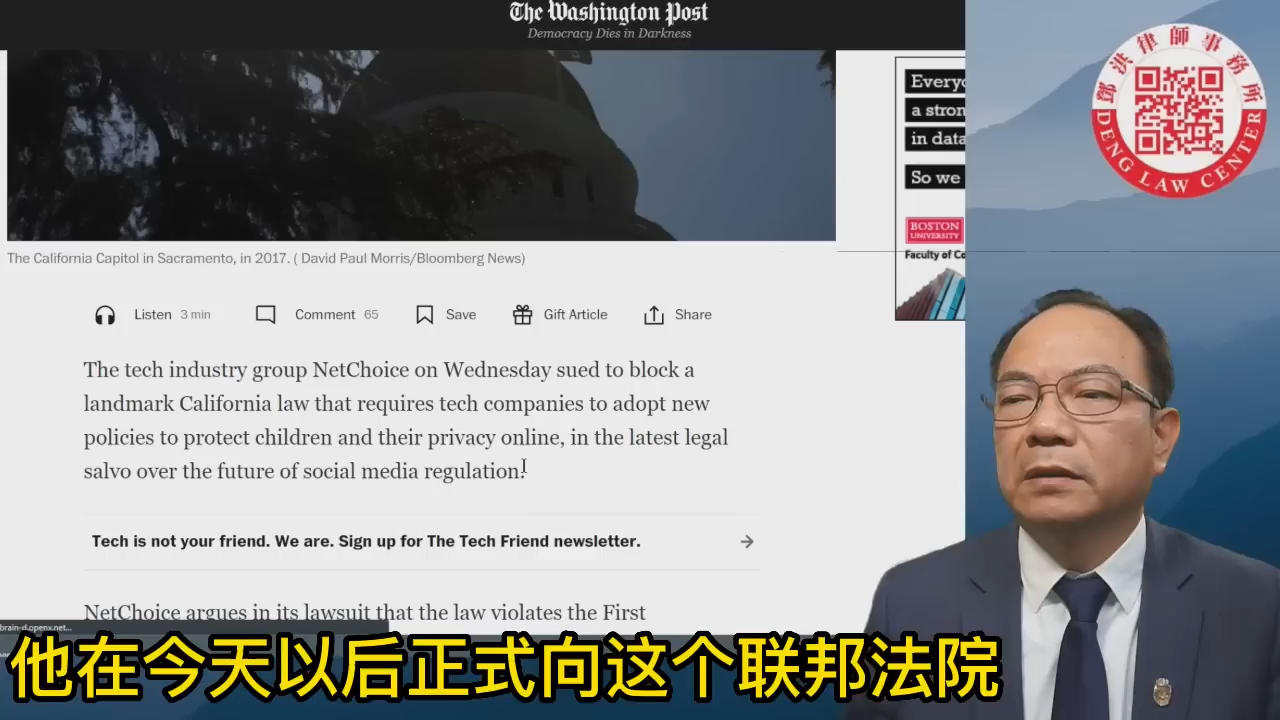 The Washington Post
Democracy Dies in Darkness
鄧洪律師事務所
DENG LAW CENTER
Everyo
a stron
in data
So we
BOSTON
UNIVERSITY
Faculty of Co
The California Capitol in Sacramento, in 2017. ( David Paul Morris/Bloomberg News)
Listen 3 min Comment 65 Save Gift Article Share
The tech industry group NetChoice on Wednesday sued to block a
landmark California law that requires tech companies to adopt new
policies to protect children and their privacy online, in the latest legal
salvo over the future of social media regulation.
Tech is not your friend. We are. Sign up for The Tech Friend newsletter.
NetChoice argues in its lawsuit that the law violates the First
brain-d.openx.net...
他在今天以后正式向这个联邦法院